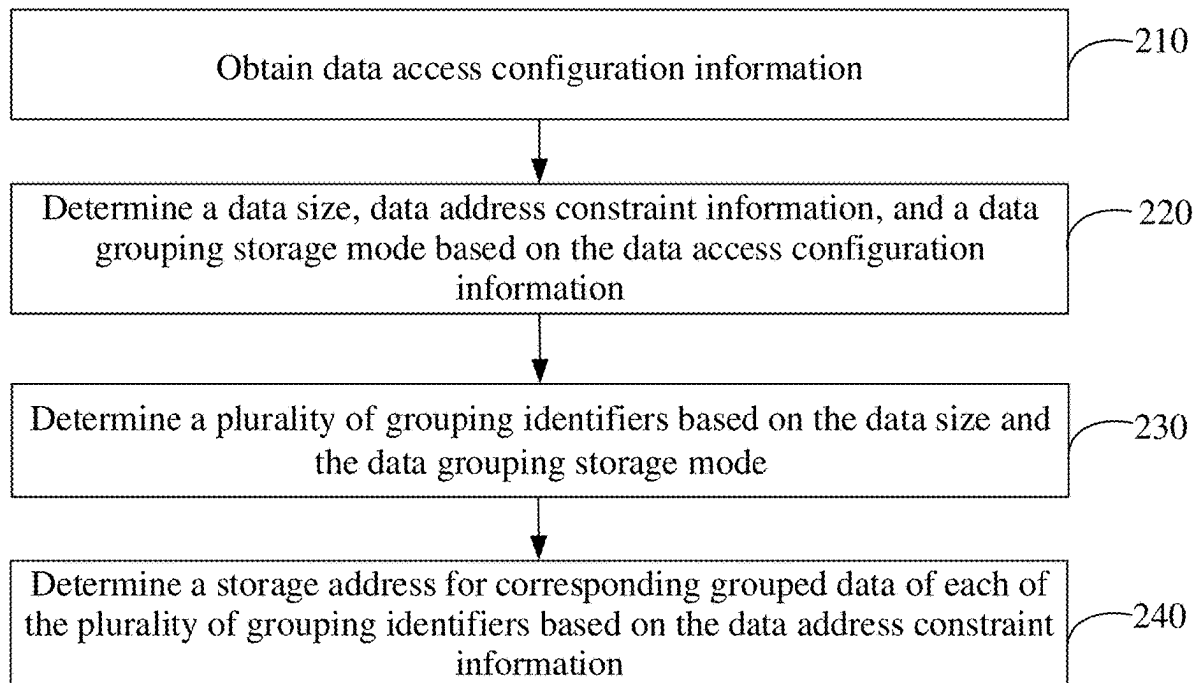 Obtain data access configuration information
210
Determine a data size, data address constraint information, and a data
grouping storage mode based on the data access configuration
information
220
Determine a plurality of grouping identifiers based on the data size and
the data grouping storage mode
230
Determine a storage address for corresponding grouped data of each of
the plurality of grouping identifiers based on the data address constraint
information
240